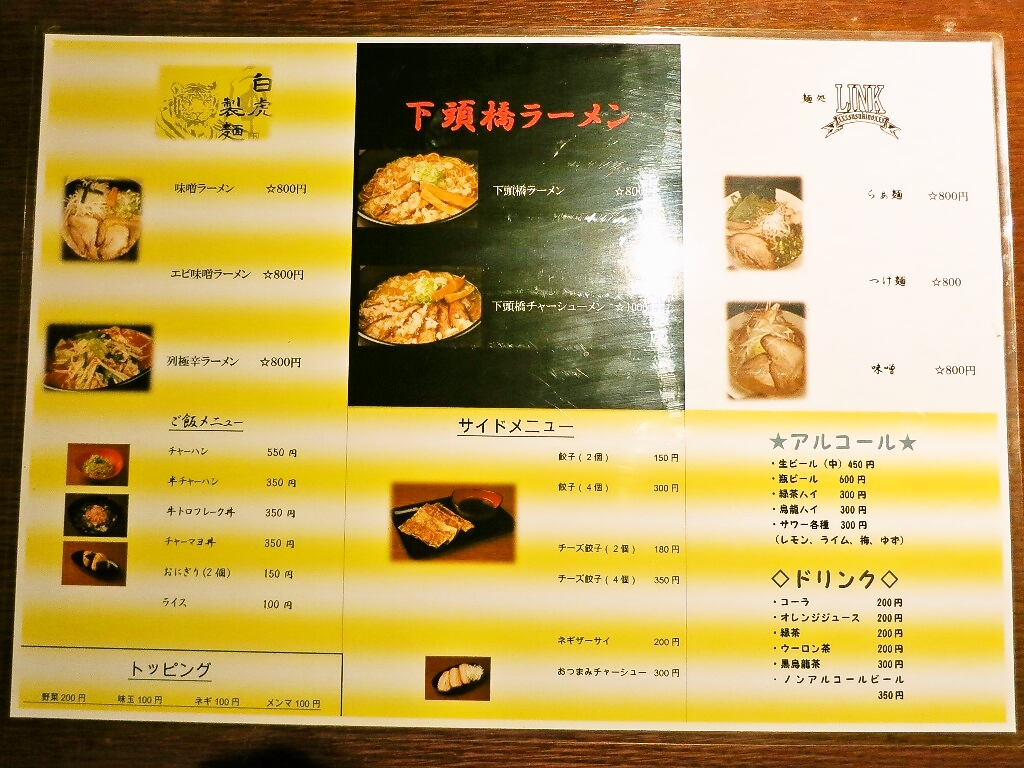 白虎
製麺
味噌ラーメン ☆800円
エビ味噌ラーメン ☆800円
列極辛ラーメン ☆800円
ご飯メニュー
チャーハン 550円
半チャーハン 350円
牛トロフレーク丼 350円
チャーマヨ丼 350円
おにぎり(2個) 150円
ライス 100円
トッピング
野菜200円 味玉100円 ネギ100円 メンマ100円
下頭橋ラーメン
下頭橋ラーメン ☆800
下頭橋チャーシューメン ☆1000
サイドメニュー
餃子(2個) 150円
餃子(4個) 300円
チーズ餃子(2個) 180円
チーズ餃子(4個) 350円
ネギザーサイ 200円
おつまみチャーシュー 300円
麺処 LINK
xxxsusukinoxxx
らぁ麺 ☆800円
つけ麺 ☆800
味噌 ☆800円
★アルコール★
・生ビール(中)450円
・瓶ビール 600円
・緑茶ハイ 300円
・烏龍ハイ 300円
・サワー各種 300円
(レモン、ライム、梅、ゆず)
◇ドリンク◇
・コーラ 200円
・オレンジジュース 200円
・緑茶 200円
・ウーロン茶 200円
・黒烏龍茶 300円
・ノンアルコールビール
350円